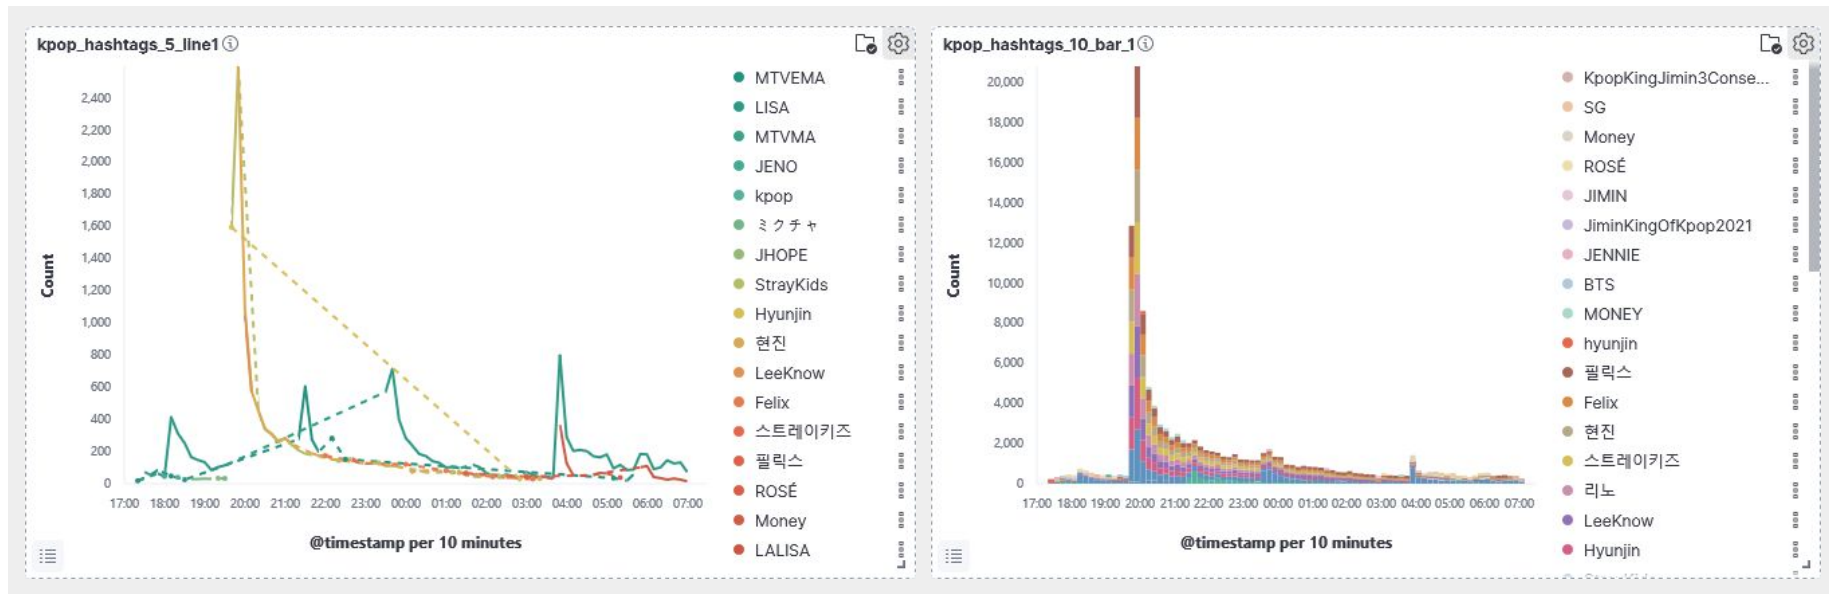 kpop_hashtags_5_line1
2,400
2,200
2,000
1,800
1,600
1,400
1,200
1,000
800
600
400
200
0
Count
17:00 18:00 19:00 20:00 21:00 22:00 23:00 00:00 01:00 02:00 03:00 04:00 05:00 06:00 07:00
@timestamp per 10 minutes
MTVEMA
LISA
MTVMA
JENO
kpop
ミクチャ
JHOPE
StrayKids
Hyunjin
현진
LeeKnow
Felix
스트레이키즈
필릭스
ROSÉ
Money
LALISA
kpop_hashtags_10_bar_1
20,000
18,000
16,000
14,000
12,000
10,000
8,000
6,000
4,000
2,000
0
Count
17:00 18:00 19:00 20:00 21:00 22:00 23:00 00:00 01:00 02:00 03:00 04:00 05:00 06:00 07:00
@timestamp per 10 minutes
KpopKingJimin3Conse...
SG
Money
ROSÉ
JIMIN
JiminKingOfKpop2021
JENNIE
BTS
MONEY
hyunjin
필릭스
Felix
현진
스트레이키즈
리노
LeeKnow
Hyunjin